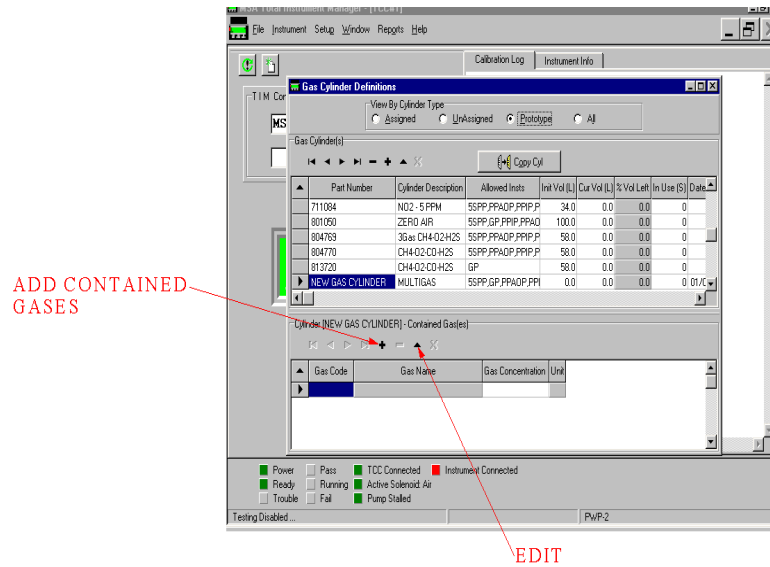 MSA Total Instrument Manager - [TCC#1]
File Instrument Setup Window Reports Help
Calibration Log Instrument Info
Gas Cylinder Definitions
TIM Cor
MS
View By Cylinder Type
Assigned UnAssigned Prototype All
Gas Cylinder(s)
Copy Cyl
Part Number Cylinder Description Allowed Insts Init Vol (L) Cur Vol (L) % Vol Left In Use (S) Date
711084 NO2 - 5 PPM 5SPP,PPAOP,PPIP,P 34.0 0.0 0.0 0
801050 ZERO AIR 5SPP,GP,PPIP,PPAO 100.0 0.0 0.0 0
804769 3Gas CH4-O2-H2S 5SPP,PPAOP,PPIP,P 58.0 0.0 0.0 0
804770 CH4-O2-CO-H2S 5SPP,PPAOP,PPIP,P 58.0 0.0 0.0 0
813720 CH4-O2-CO-H2S GP 58.0 0.0 0.0 0
NEW GAS CYLINDER MULTIGAS 5SPP,GP,PPAOP,PPI 0.0 0.0 0.0 0 01/0
ADD CONTAINED
GASES
Cylinder [NEW GAS CYLINDER] - Contained Gas(es)
Gas Code Gas Name Gas Concentration Unit
Power Pass TCC Connected Instrument Connected
Ready Running Active Solenoid: Air
Trouble Fail Pump Stalled
Testing Disabled ... PWP-2
EDIT